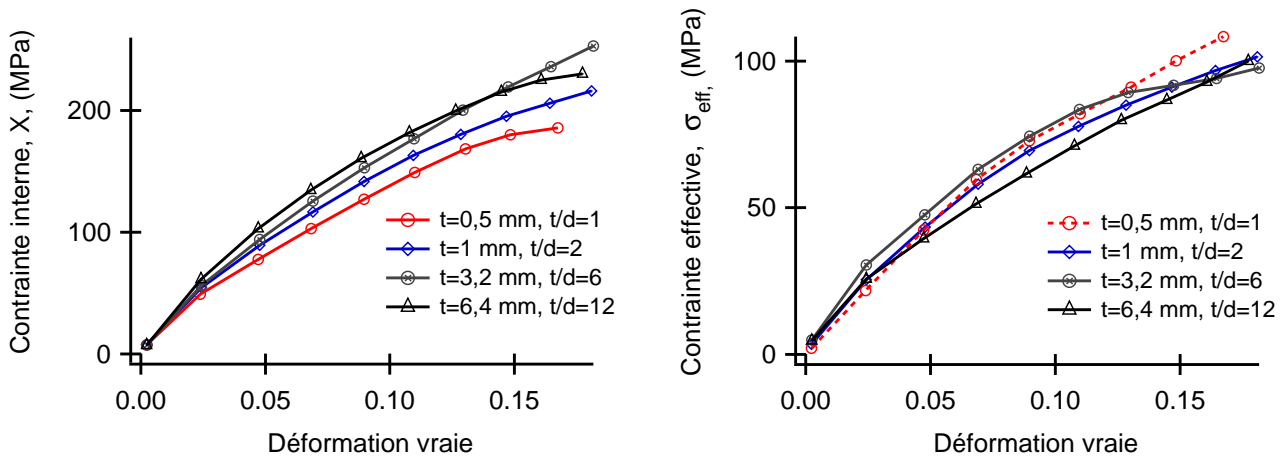 Contrainte interne, X, (MPa)
200
100
0
0.00 0.05 0.10 0.15
Déformation vraie
t=0,5 mm, t/d=1
t=1 mm, t/d=2
t=3,2 mm, t/d=6
t=6,4 mm, t/d=12
Contrainte effective, σeff, (MPa)
100
50
0
0.00 0.05 0.10 0.15
Déformation vraie
t=0,5 mm, t/d=1
t=1 mm, t/d=2
t=3,2 mm, t/d=6
t=6,4 mm, t/d=12